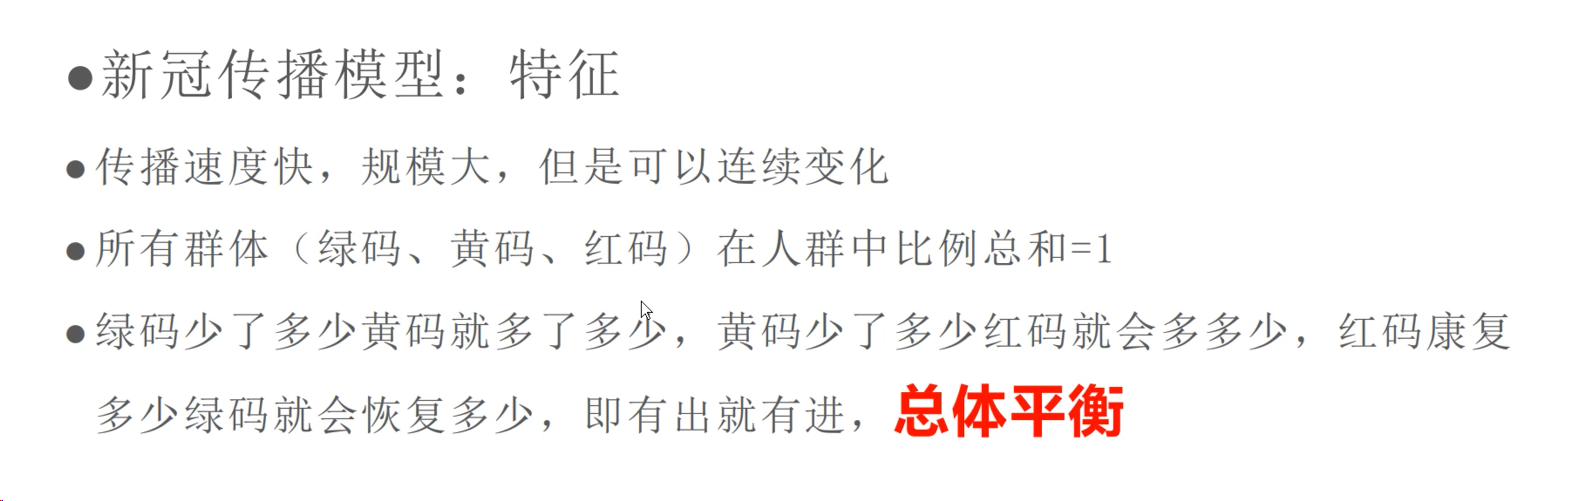 ●新冠传播模型：特征
●传播速度快，规模大，但是可以连续变化
●所有群体（绿码、黄码、红码）在人群中比例总和=1
●绿码少了多少黄码就多了多少，黄码少了多少红码就会多多少，红码康复
多少绿码就会恢复多少，即有出就有进，总体平衡